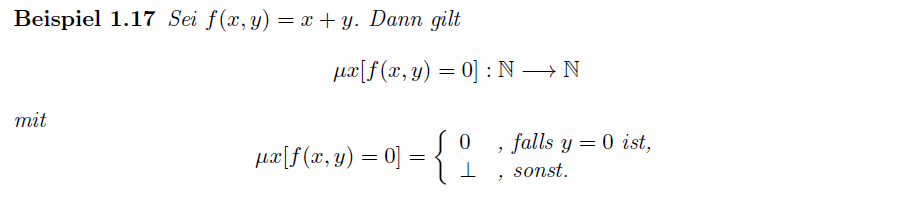 Beispiel 1.17 Sei f(x, y) = x + y. Dann gilt
μx[f(x, y) = 0] : ℕ ⟶ ℕ
mit
μx[f(x, y) = 0] = { 0 , falls y = 0 ist,
⊥ , sonst.